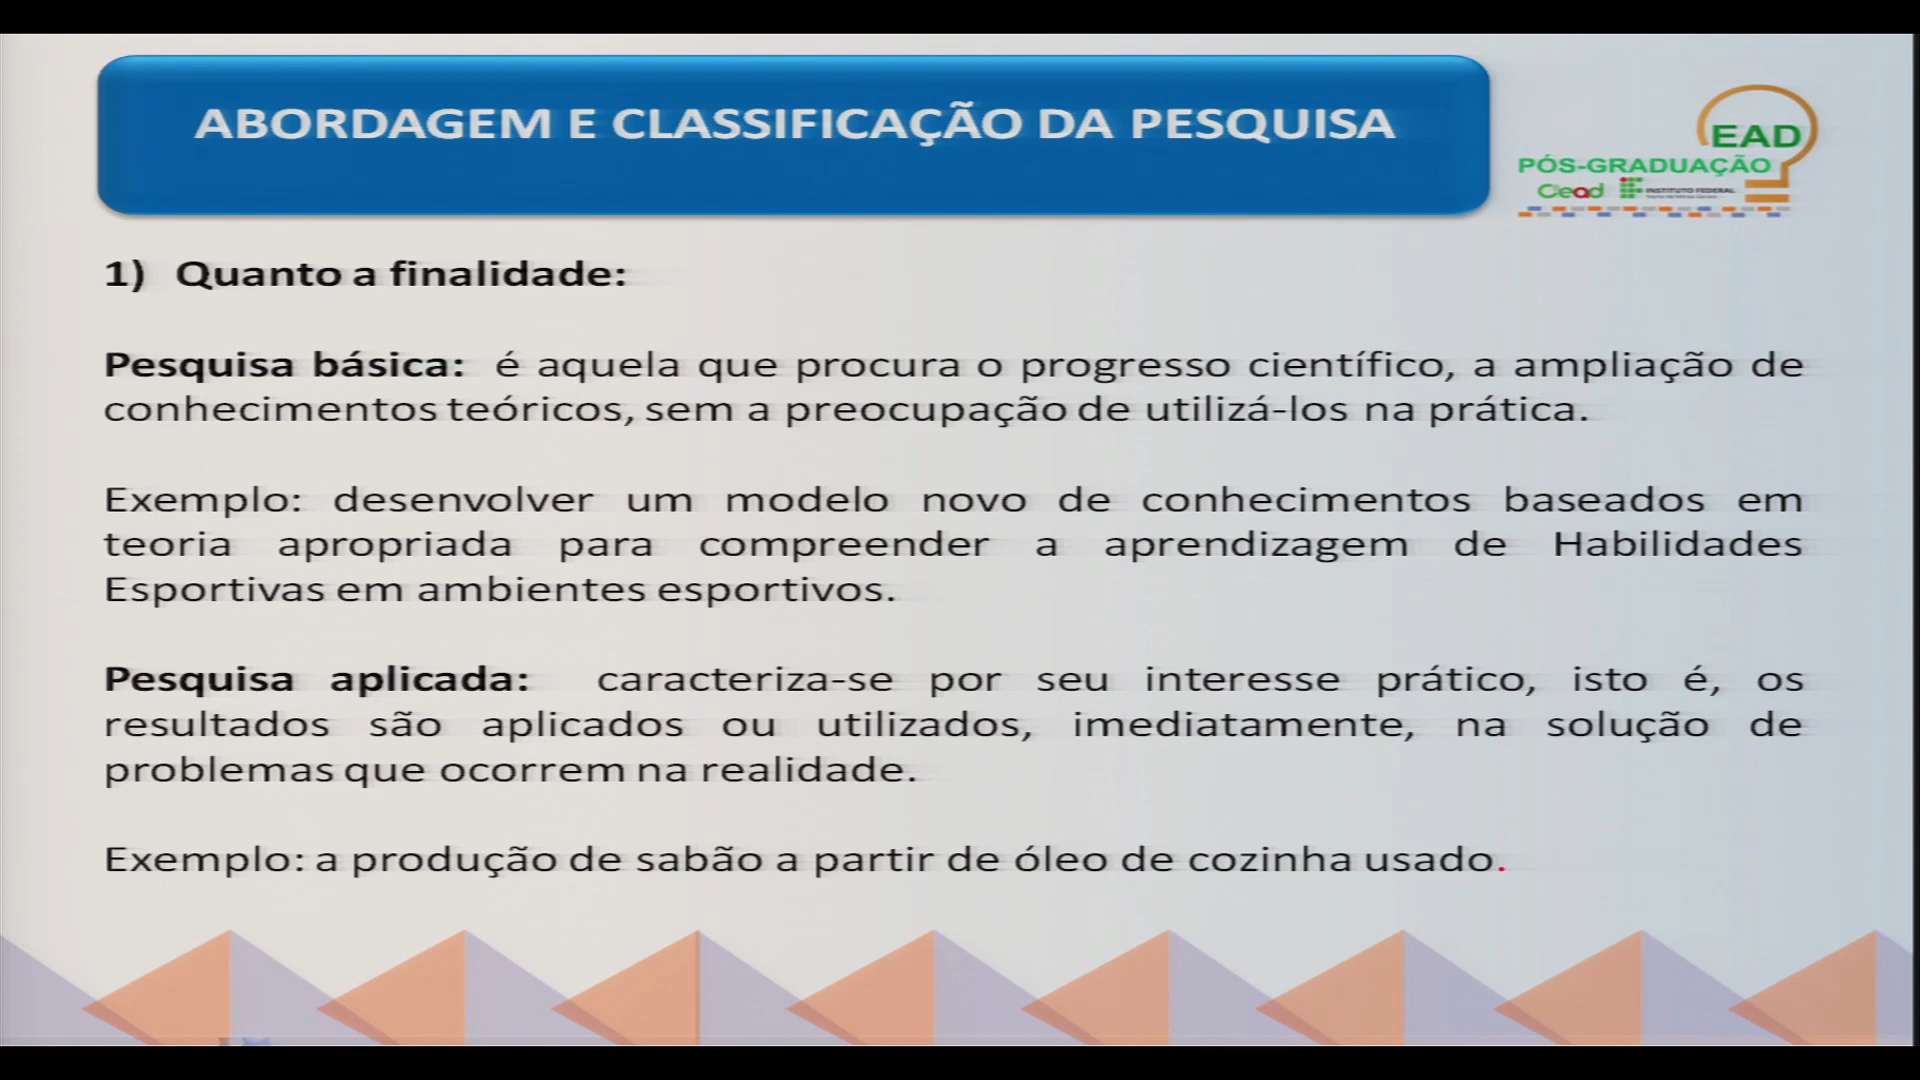 ABORDAGEM E CLASSIFICAÇÃO DA PESQUISA
EAD
PÓS-GRADUAÇÃO
Cead
INSTITUTO FEDERAL
1) Quanto a finalidade:
Pesquisa básica: é aquela que procura o progresso científico, a ampliação de
conhecimentos teóricos, sem a preocupação de utilizá-los na prática.
Exemplo: desenvolver um modelo novo de conhecimentos baseados em
teoria apropriada para compreender a aprendizagem de Habilidades
Esportivas em ambientes esportivos.
Pesquisa aplicada: caracteriza-se por seu interesse prático, isto é, os
resultados são aplicados ou utilizados, imediatamente, na solução de
problemas que ocorrem na realidade.
Exemplo: a produção de sabão a partir de óleo de cozinha usado.